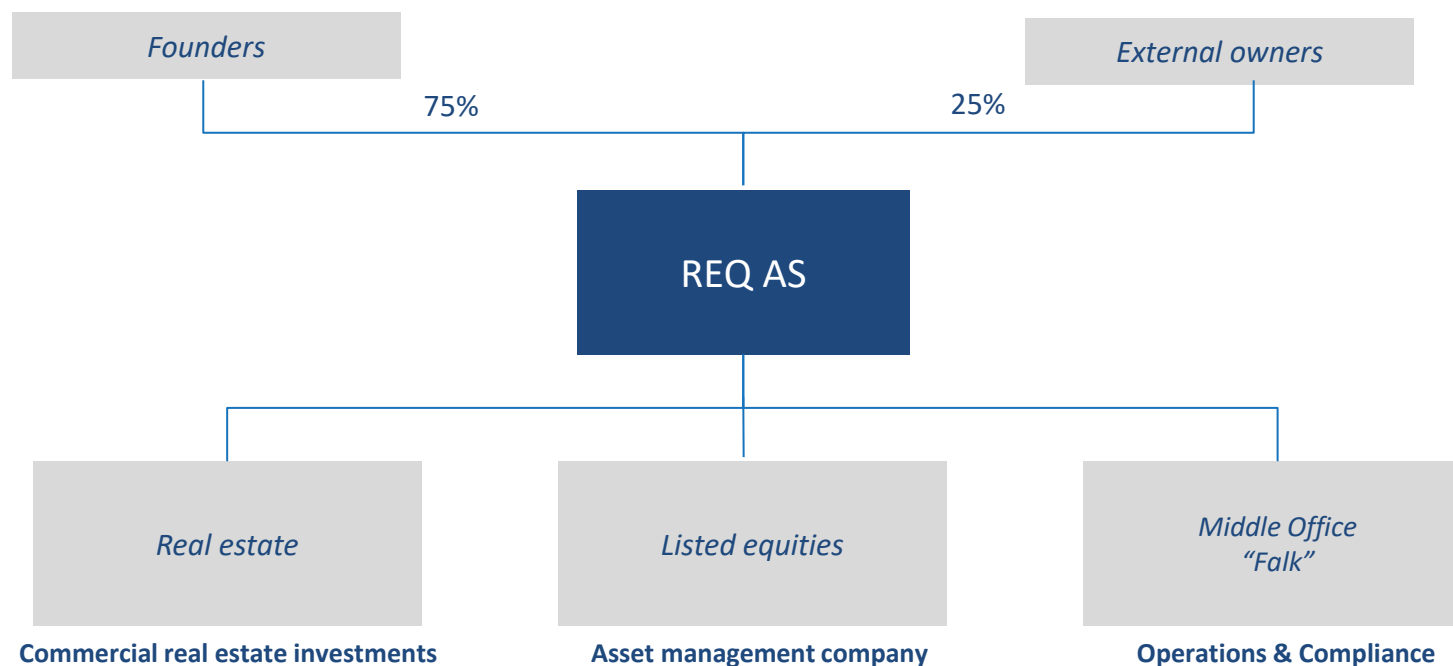 Founders
External owners
75%
25%
REQ AS
Real estate
Listed equities
Middle Office
“Falk”
Commercial real estate investments
Asset management company
Operations & Compliance